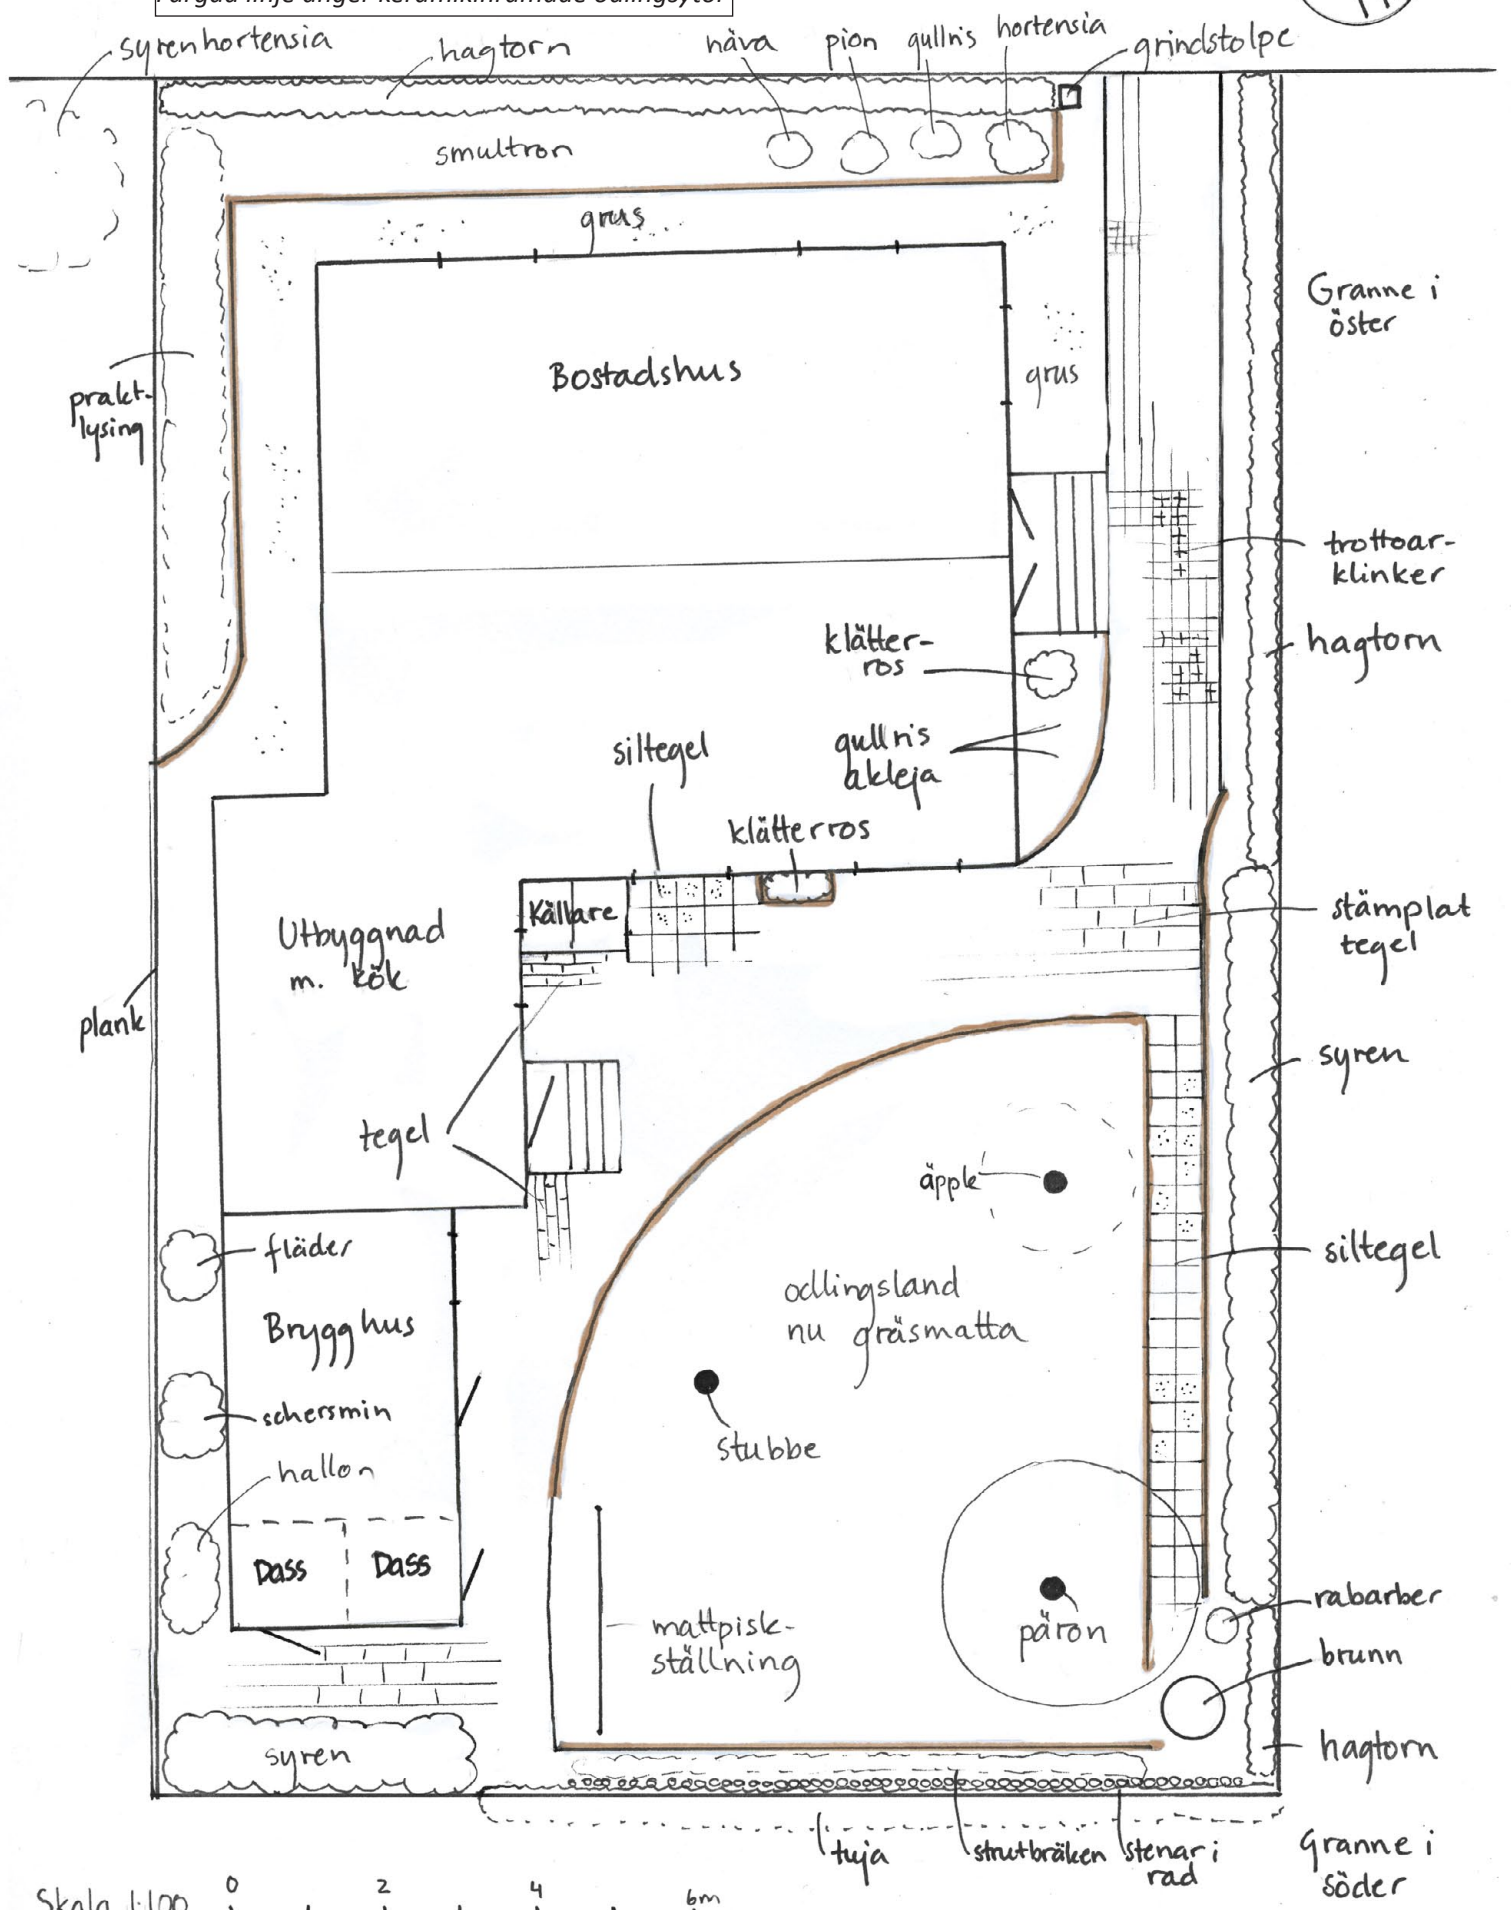 Färgad linje anger keramikinramade odlingsytor
syrenhortensia
hagtorn
näva
pion
gullris
hortensia
grindstolpe
smultron
grus
Granne i
öster
Bostadshus
grus
prakt-
lysing
trottoar-
klinker
klätter-
ros
hagtorn
siltegel
gullris
akleja
klätterros
Källare
stämplat
tegel
Utbyggnad
m. kök
plank
syren
tegel
äpple
fläder
siltegel
odlingsland
nu gräsmatta
Brygghus
schersmin
stubbe
hallon
Dass
Dass
rabarber
mattpisk-
ställning
päron
brunn
syren
hagtorn
tuja
strutbräken
stenar i
rad
Granne i
söder
Skala 1:100
0 2 4 6m